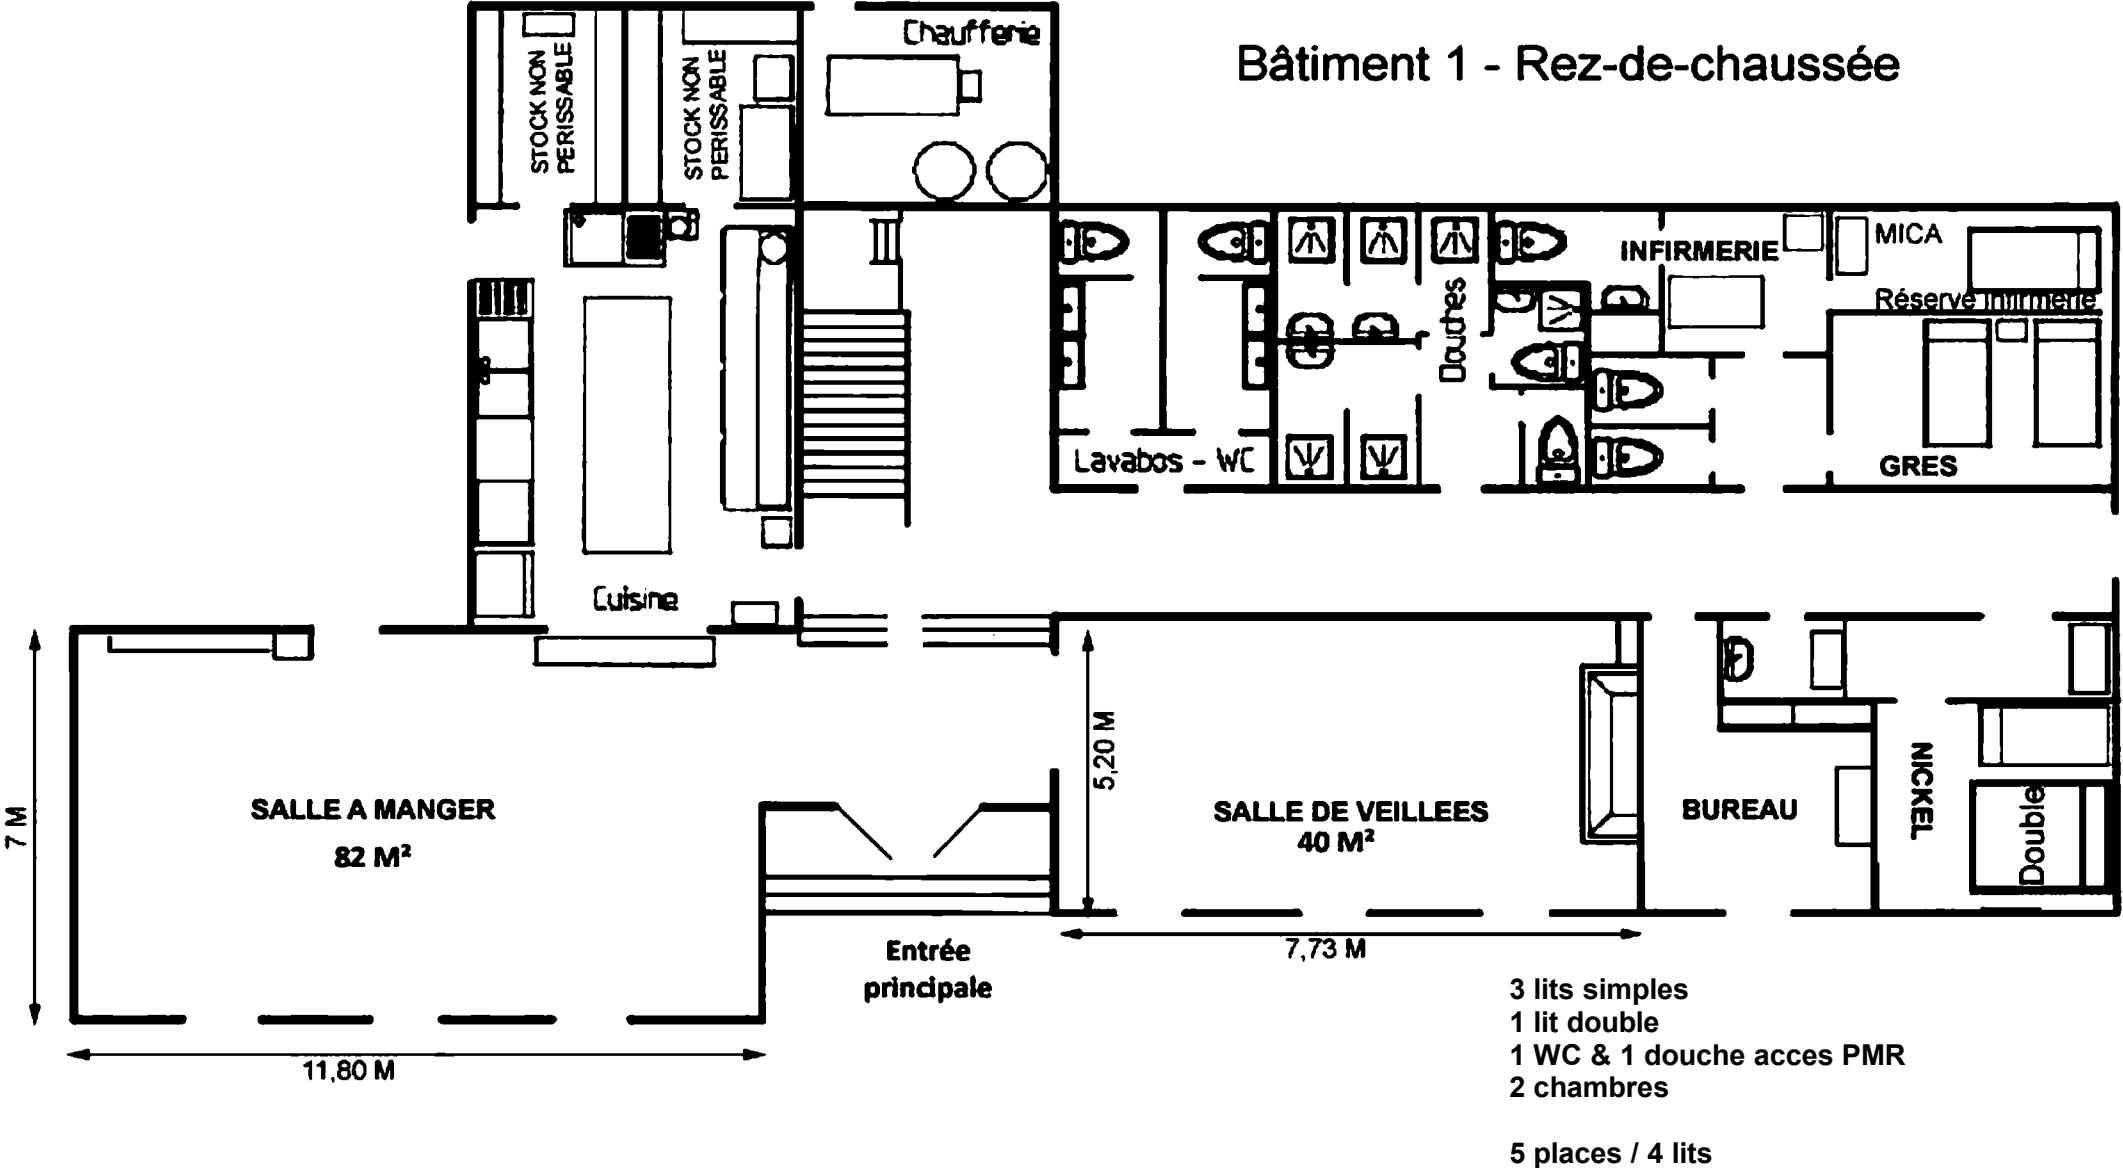 Bâtiment 1 - Rez-de-chaussée
Chaufferie
STOCK NON
PERISSABLE
STOCK NON
PERISSABLE
INFIRMERIE
MICA
Réserve infirmerie
Douches
Lavabos - WC
GRES
Cuisine
7 M
SALLE A MANGER
82 M²
11,80 M
Entrée
principale
5,20 M
SALLE DE VEILLEES
40 M²
7,73 M
BUREAU
NICKEL
Double
3 lits simples
1 lit double
1 WC & 1 douche acces PMR
2 chambres
5 places / 4 lits